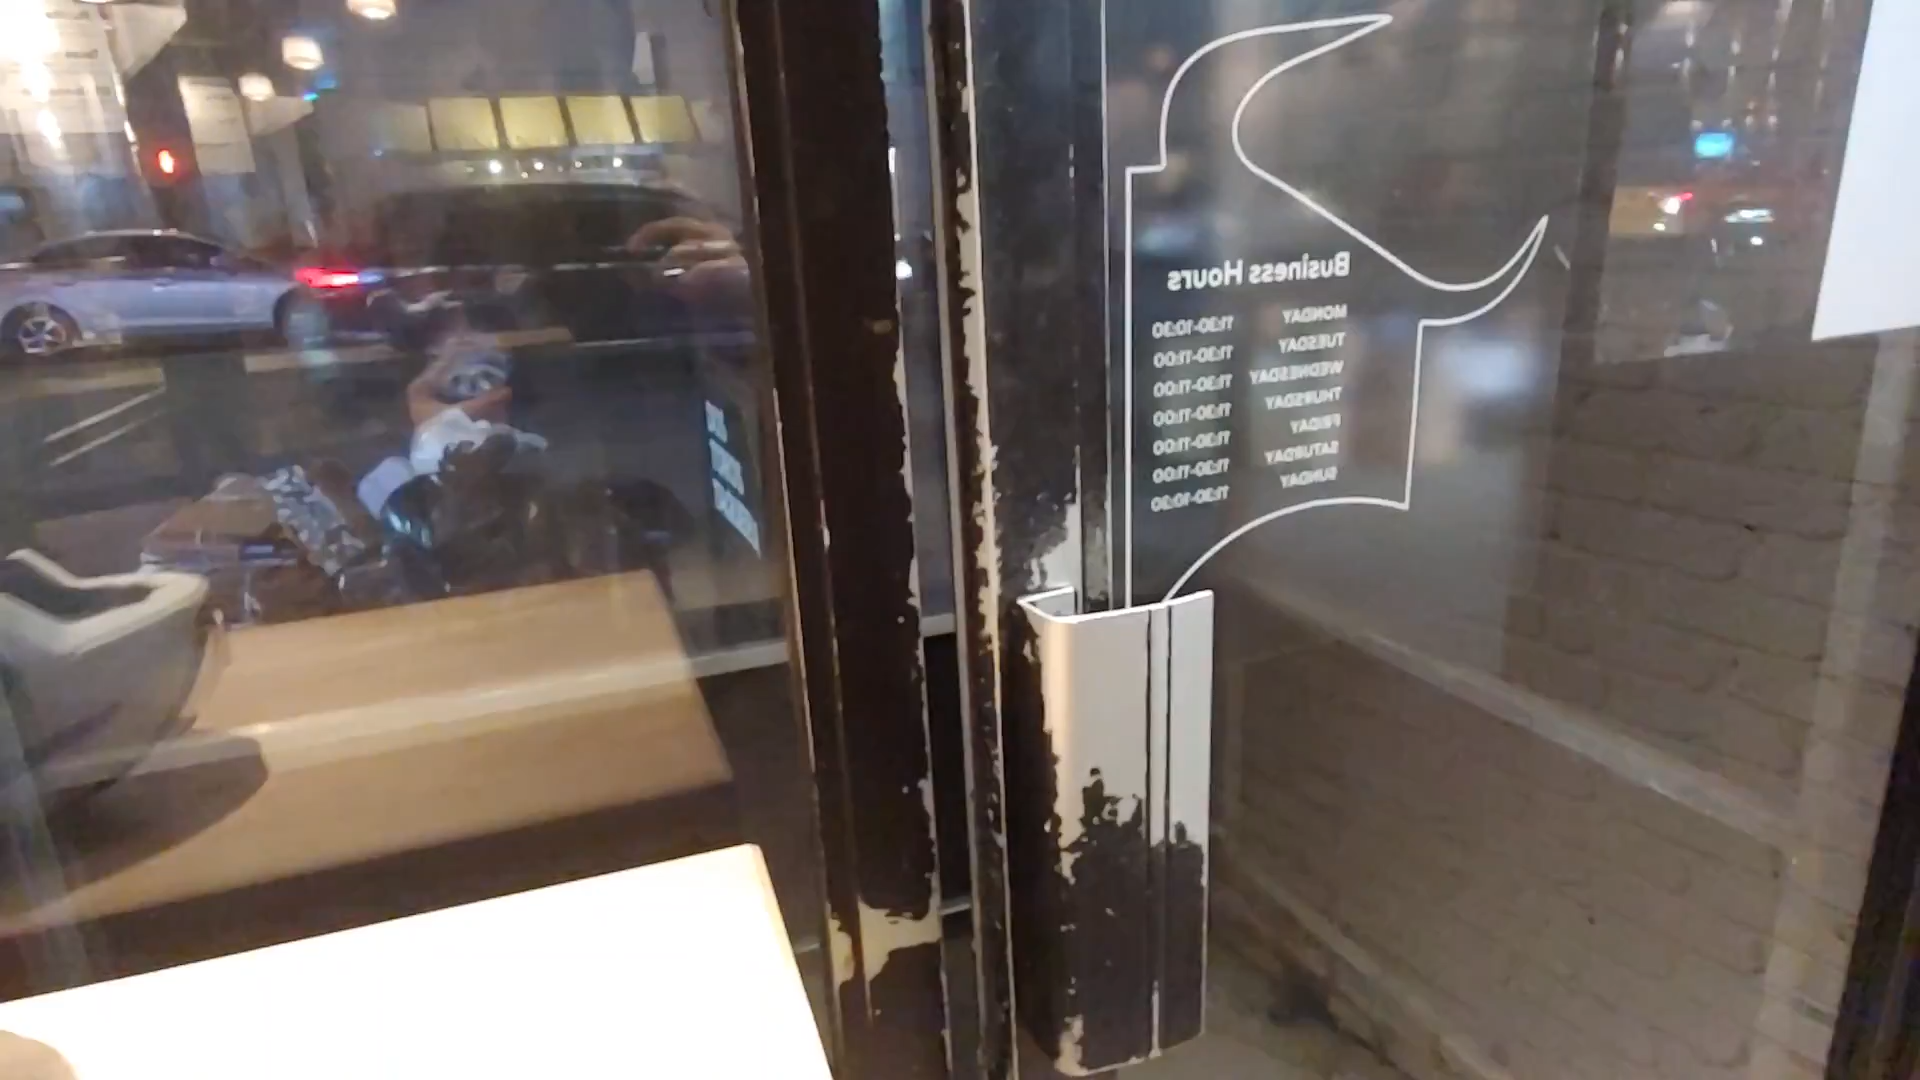 Business Hours
MONDAY 11:30-10:30
TUESDAY 11:30-11:00
WEDNESDAY 11:30-11:00
THURSDAY 11:30-11:00
FRIDAY 11:30-11:00
SATURDAY 11:30-11:00
SUNDAY 11:30-10:30